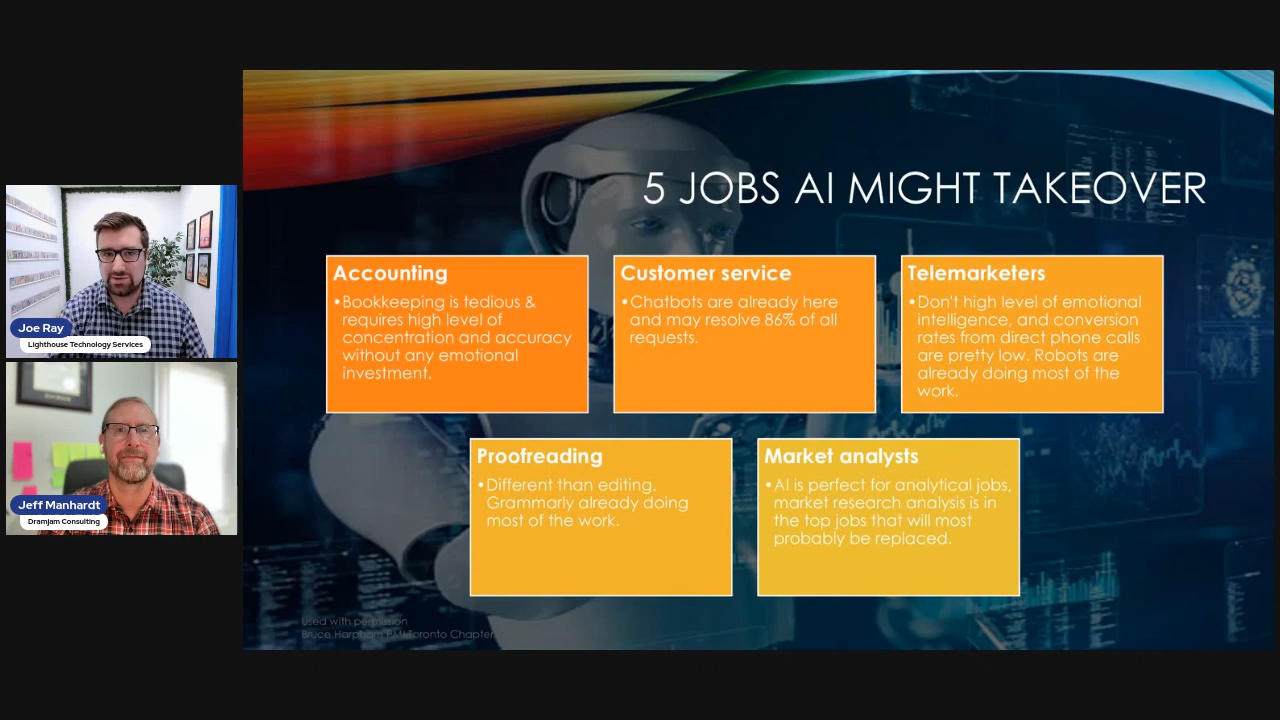 Joe Ray
Lighthouse Technology Services
Jeff Manhardt
Dramjam Consulting
5 JOBS AI MIGHT TAKEOVER
Accounting
•Bookkeeping is tedious &
requires high level of
concentration and accuracy
without any emotional
investment.
Customer service
•Chatbots are already here
and may resolve 86% of all
requests.
Telemarketers
•Don't high level of emotional
intelligence, and conversion
rates from direct phone calls
are pretty low. Robots are
already doing most of the
work.
Proofreading
•Different than editing.
Grammarly already doing
most of the work.
Market analysts
•AI is perfect for analytical jobs,
market research analysis is in
the top jobs that will most
probably be replaced.
Used with permission
Bruce Harpham PMI-Toronto Chapter